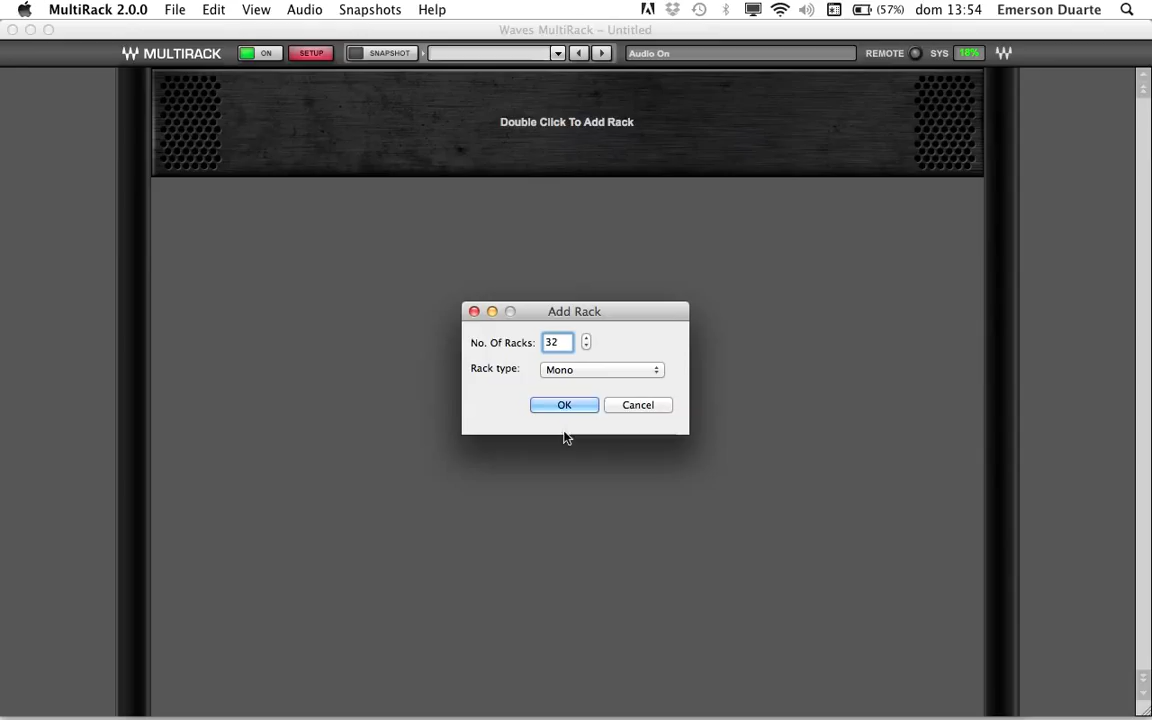 MultiRack 2.0.0 File Edit View Audio Snapshots Help (57%) dom 13:54 Emerson Duarte
Waves MultiRack – Untitled
MULTIRACK ON SETUP SNAPSHOT Audio On REMOTE SYS 18%
Double Click To Add Rack
Add Rack
No. Of Racks: 32
Rack type: Mono
OK Cancel